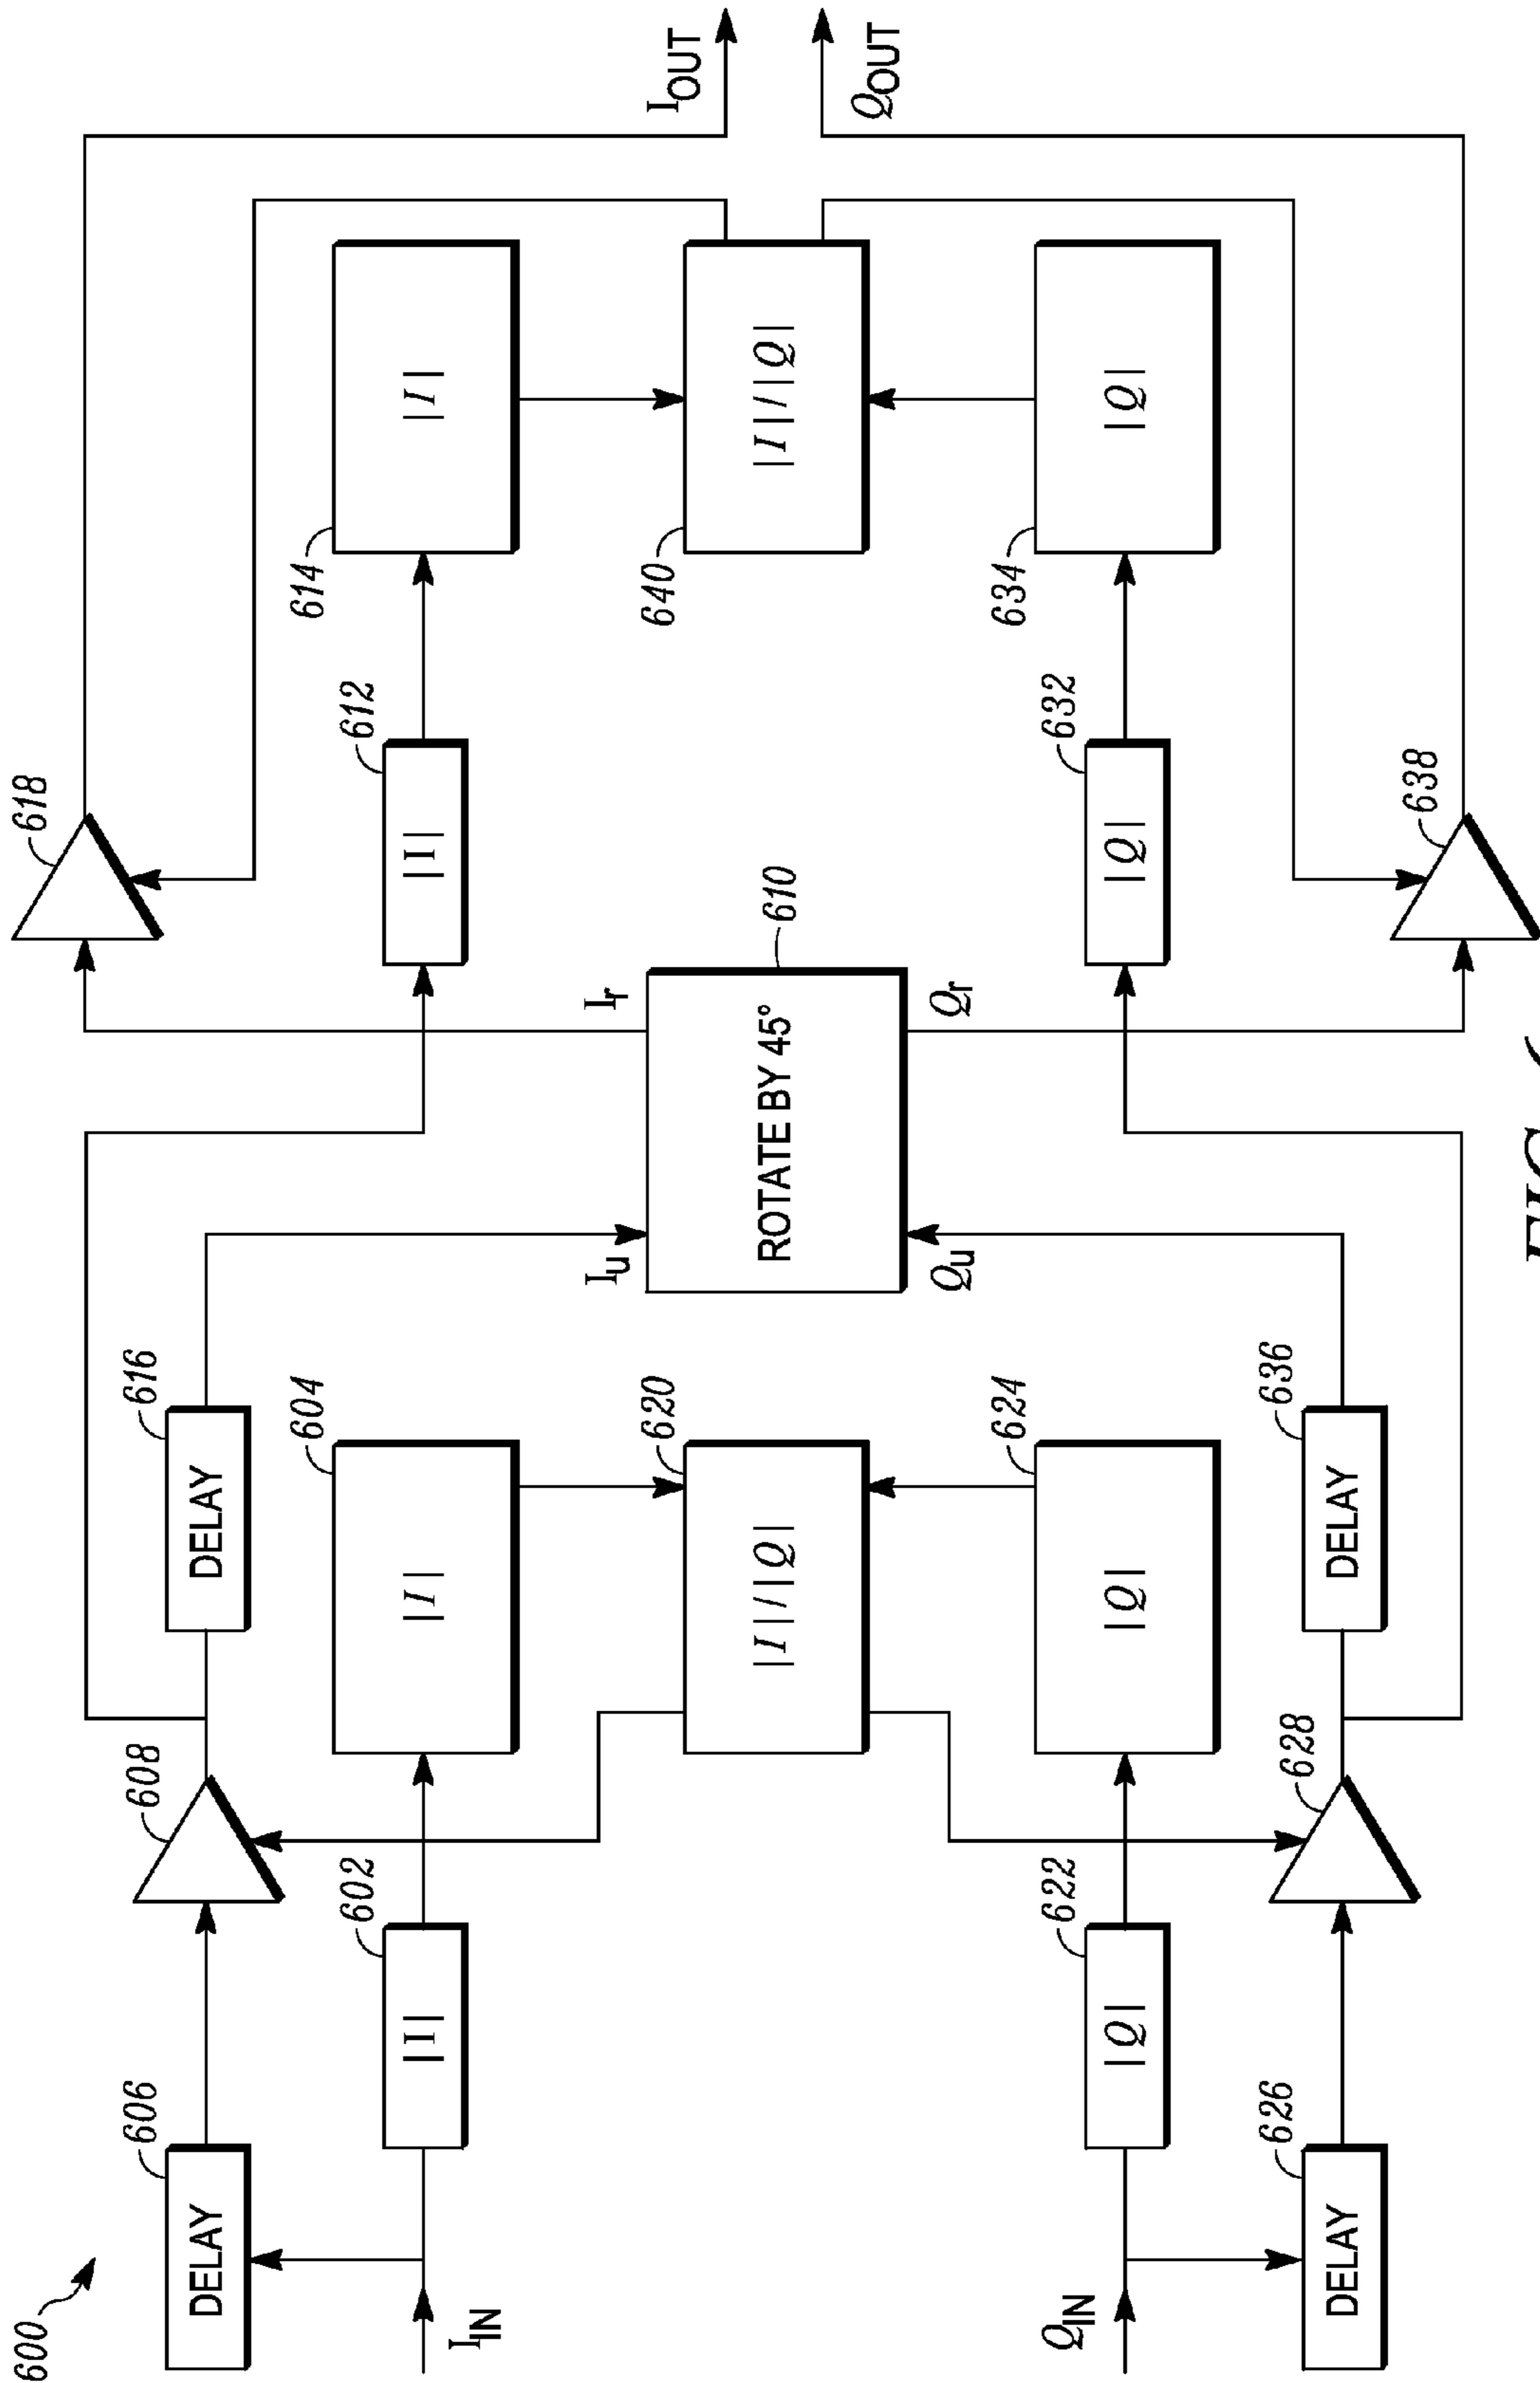 600
606
DELAY
608
616
DELAY
618
I_IN
602
|I|
604
|I|
612
|I|
614
|I|
I_OUT
620
|I|/|Q|
I_u
I_r
ROTATE BY 45°
610
Q_u
Q_r
640
|I|/|Q|
Q_OUT
Q_IN
622
|Q|
624
|Q|
632
|Q|
634
|Q|
626
DELAY
628
636
DELAY
638